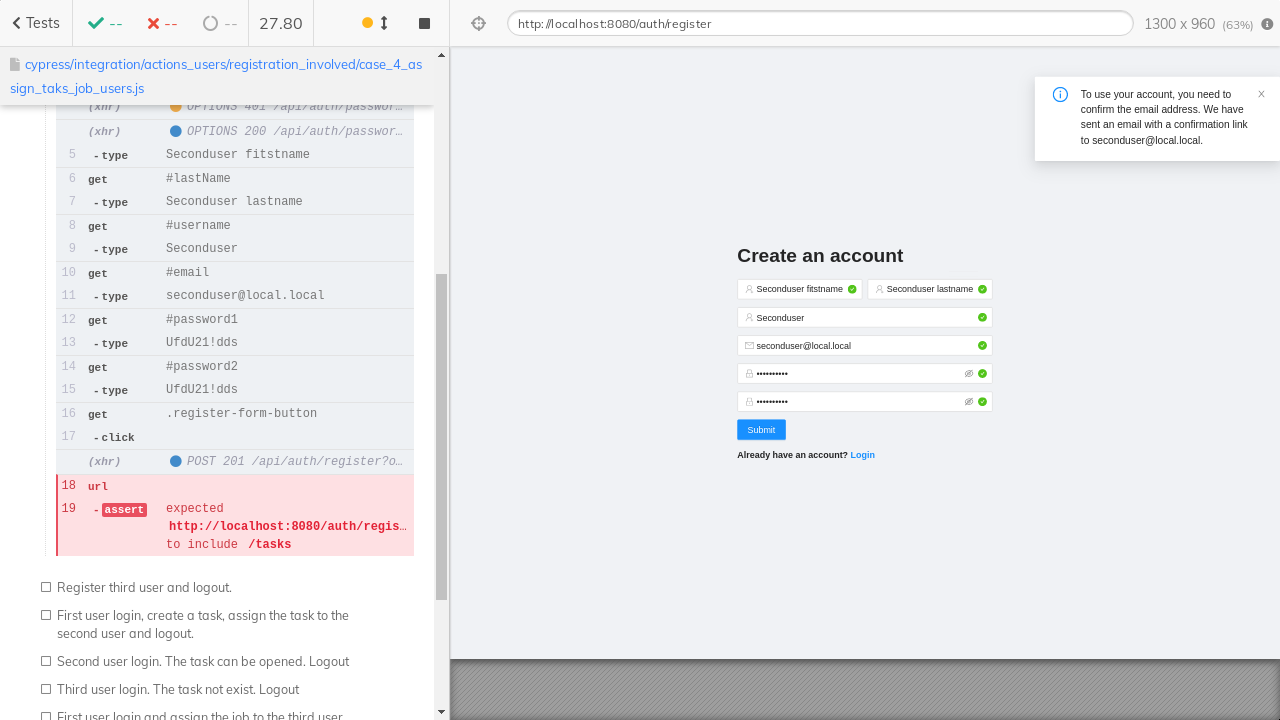 Tests
--
--
--
27.80
http://localhost:8080/auth/register
1300 x 960 (63%)
cypress/integration/actions_users/registration_involved/case_4_as
sign_taks_job_users.js
(xhr) OPTIONS 401 /api/auth/passwor…
(xhr) OPTIONS 200 /api/auth/passwor…
5 -type Seconduser fitstname
6 get #lastName
7 -type Seconduser lastname
8 get #username
9 -type Seconduser
10 get #email
11 -type seconduser@local.local
12 get #password1
13 -type UfdU21!dds
14 get #password2
15 -type UfdU21!dds
16 get .register-form-button
17 -click
(xhr) POST 201 /api/auth/register?o…
18 url
19 -assert expected
http://localhost:8080/auth/regis…
to include /tasks
Register third user and logout.
First user login, create a task, assign the task to the
second user and logout.
Second user login. The task can be opened. Logout
Third user login. The task not exist. Logout
First user login and assign the job to the third user.
To use your account, you need to
confirm the email address. We have
sent an email with a confirmation link
to seconduser@local.local.
X
Create an account
Seconduser fitstname
Seconduser lastname
Seconduser
seconduser@local.local
••••••••••
••••••••••
Submit
Already have an account? Login